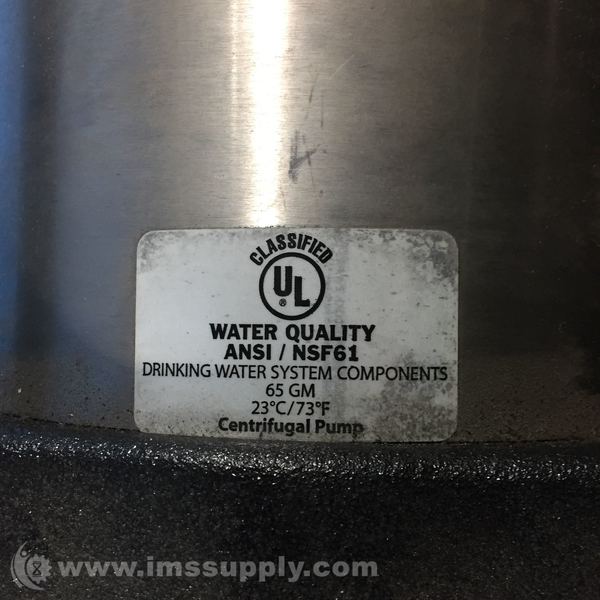 CLASSIFIED
UL
®
WATER QUALITY
ANSI / NSF61
DRINKING WATER SYSTEM COMPONENTS
65 GM
23°C/73°F
Centrifugal Pump
www.imssupply.com